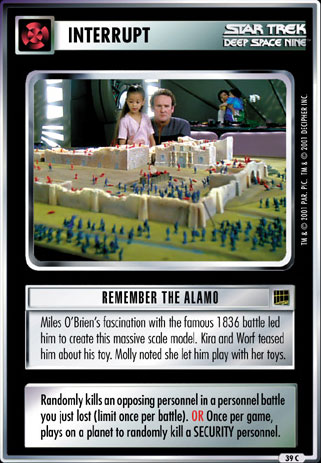 INTERRUPT
STAR TREK
DEEP SPACE NINE™
TM & © 2001 PAR. PIC. TM & © 2001 DECIPHER INC.
REMEMBER THE ALAMO
Miles O'Brien's fascination with the famous 1836 battle led
him to create this massive scale model. Kira and Worf teased
him about his toy. Molly noted she let him play with her toys.
Randomly kills an opposing personnel in a personnel battle
you just lost (limit once per battle). OR Once per game,
plays on a planet to randomly kill a SECURITY personnel.
39 C